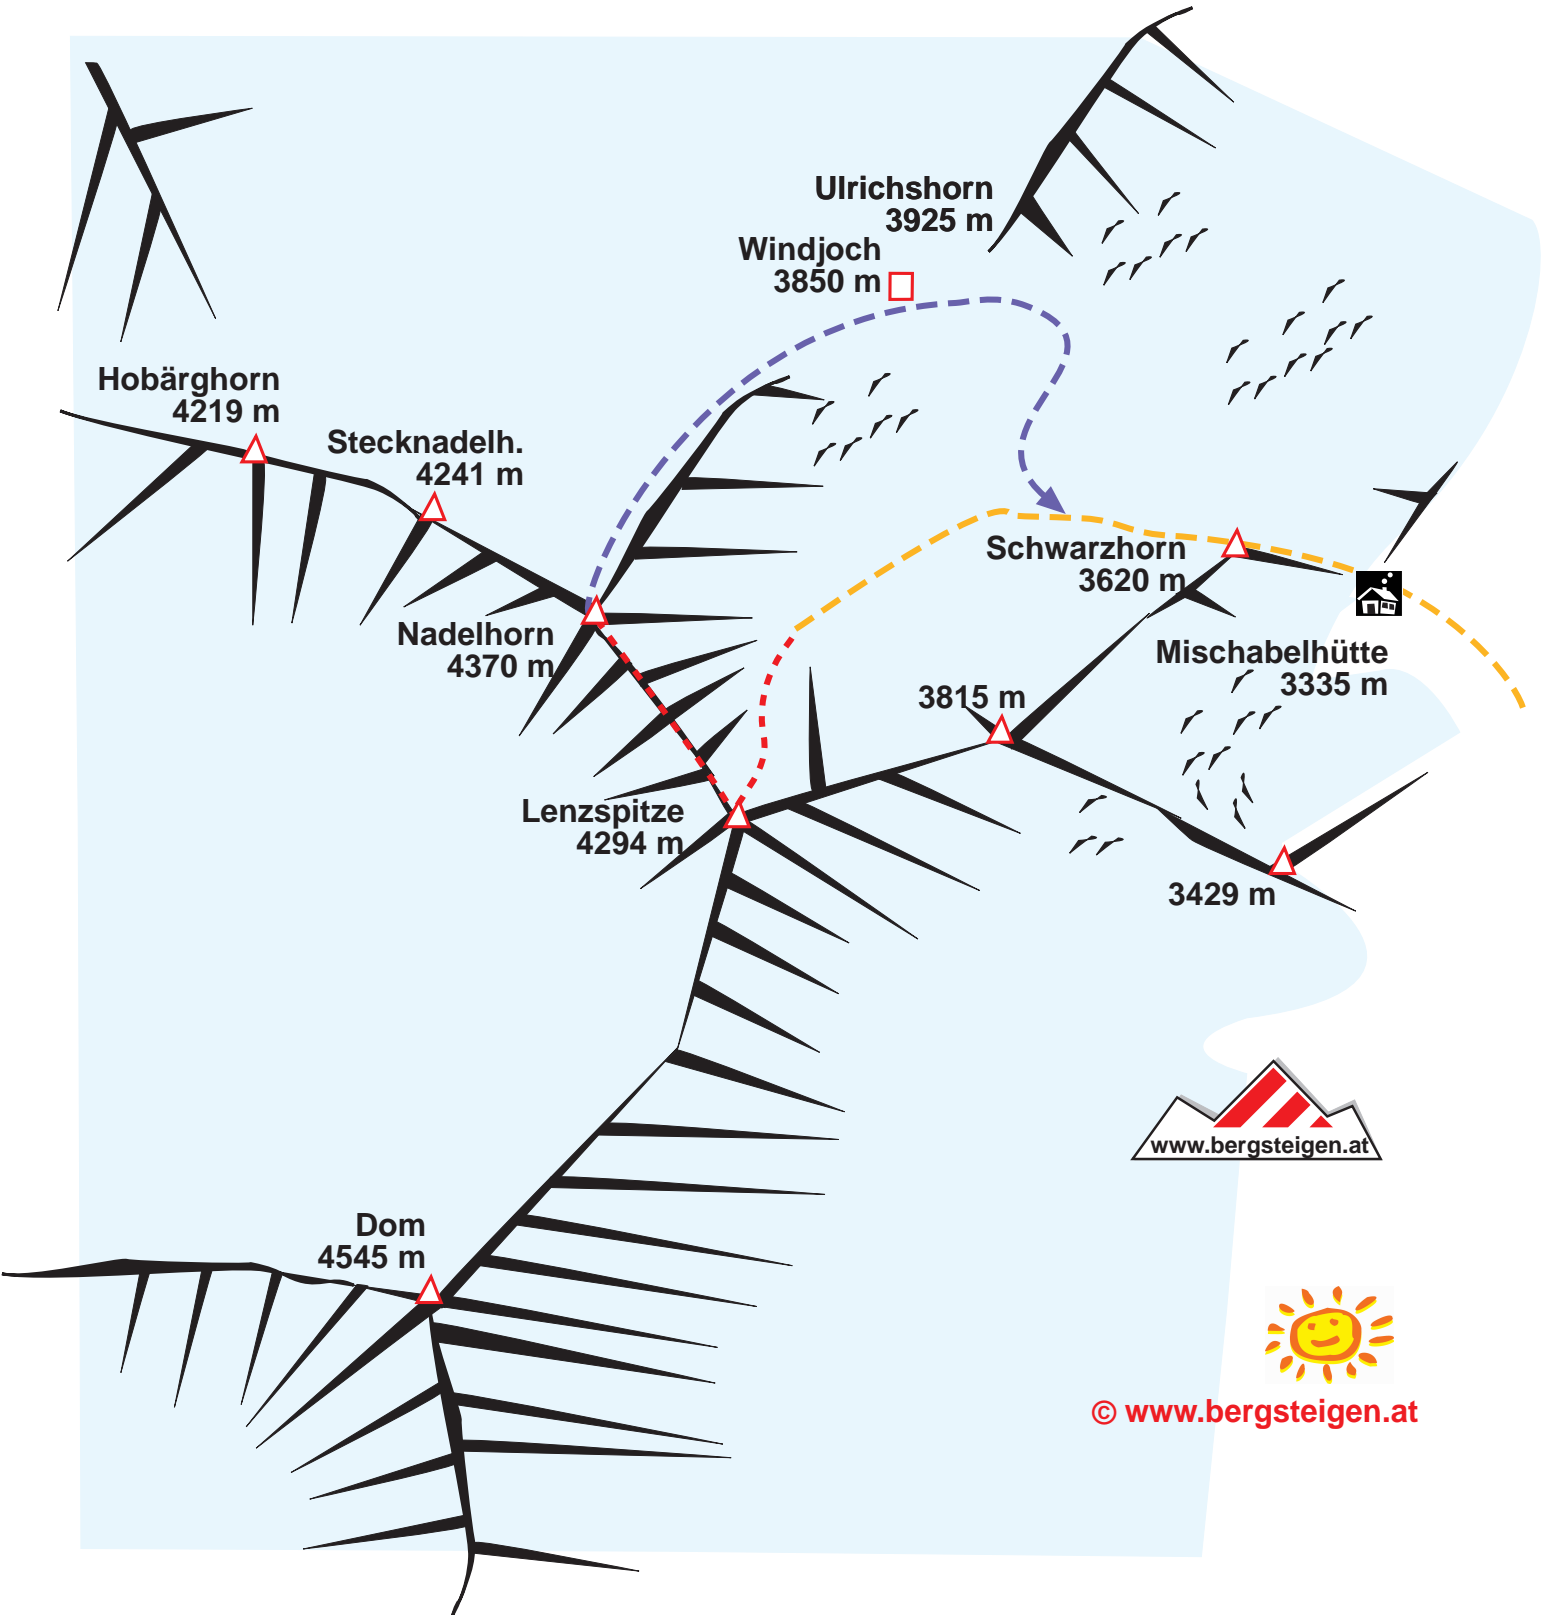 Ulrichshorn
3925 m
Windjoch
3850 m
Hobärghorn
4219 m
Stecknadelh.
4241 m
Schwarzhorn
3620 m
Nadelhorn
4370 m
Mischabelhütte
3335 m
3815 m
Lenzspitze
4294 m
3429 m
www.bergsteigen.at
Dom
4545 m
© www.bergsteigen.at